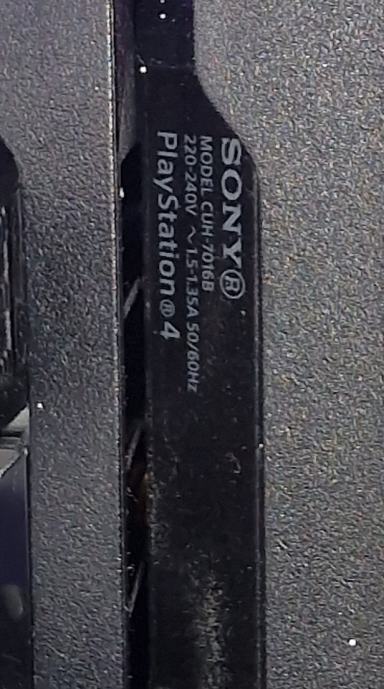 SONY®
MODEL CUH-7016B
220-240V ～ 1.5-1.35A 50/60Hz
PlayStation®4